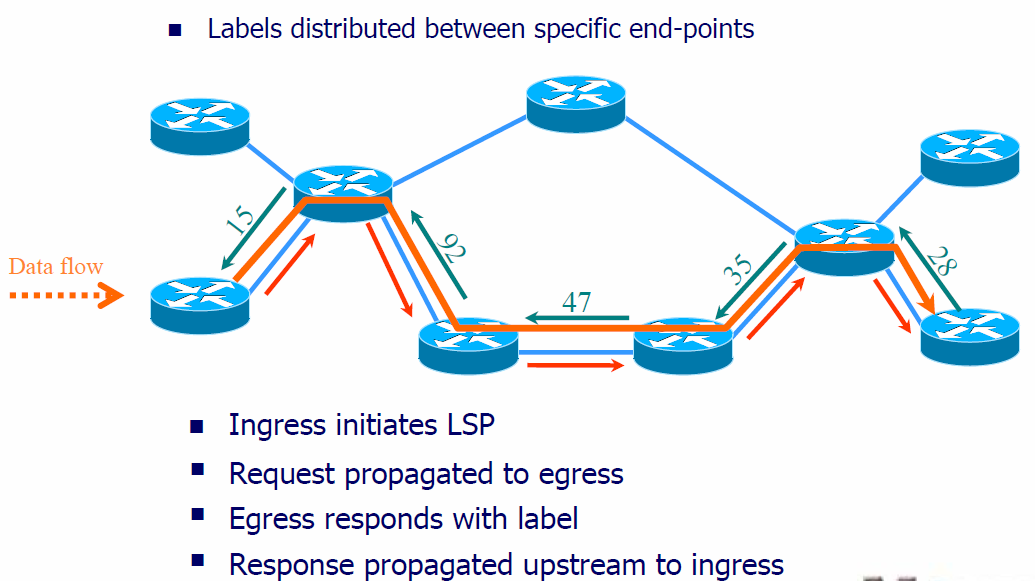 Labels distributed between specific end-points
15
92
Data flow
35
28
47
Ingress initiates LSP
Request propagated to egress
Egress responds with label
Response propagated upstream to ingress